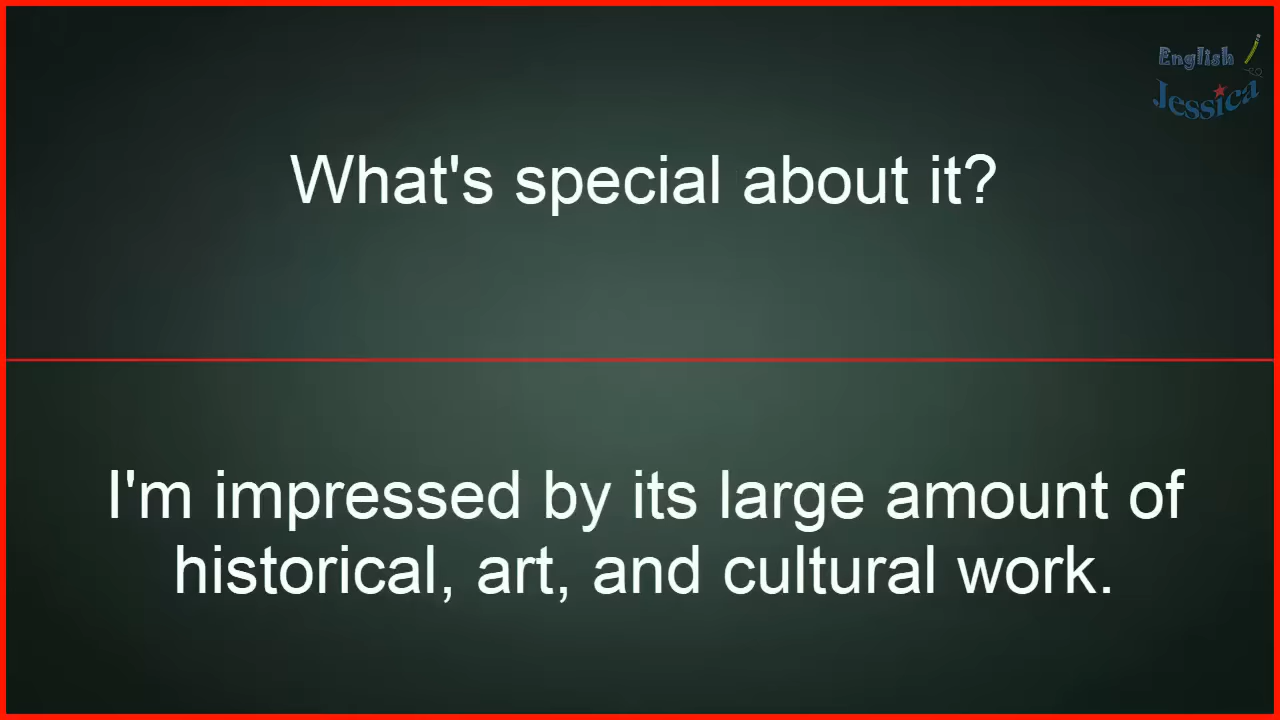 English
Jessica
What's special about it?
I'm impressed by its large amount of
historical, art, and cultural work.